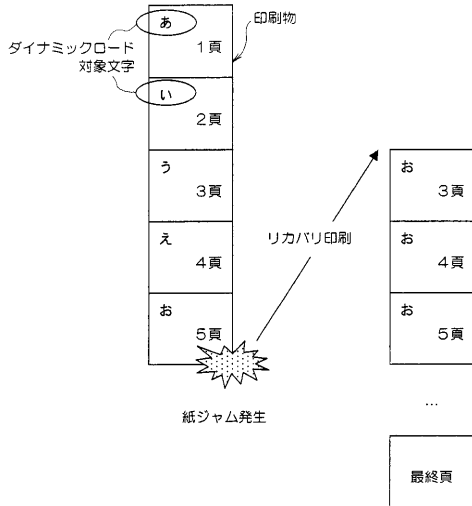 あ
1頁
印刷物
ダイナミックロード
対象文字
い
2頁
う
3頁
え
4頁
お
5頁
紙ジャム発生
リカバリ印刷
お
3頁
お
4頁
お
5頁
…
最終頁